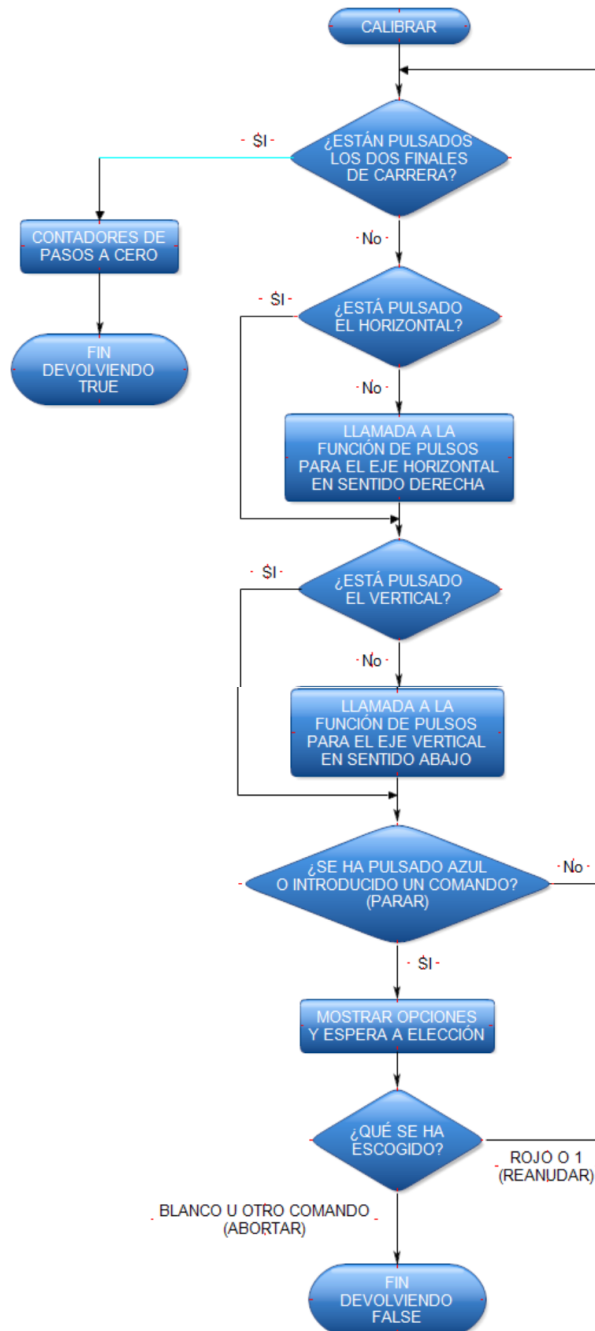 CALIBRAR
¿ESTÁN PULSADOS
LOS DOS FINALES
DE CARRERA?
SI
CONTADORES DE
PASOS A CERO
FIN
DEVOLVIENDO
TRUE
No
¿ESTÁ PULSADO
EL HORIZONTAL?
SI
No
LLAMADA A LA
FUNCIÓN DE PULSOS
PARA EL EJE HORIZONTAL
EN SENTIDO DERECHA
¿ESTÁ PULSADO
EL VERTICAL?
SI
No
LLAMADA A LA
FUNCIÓN DE PULSOS
PARA EL EJE VERTICAL
EN SENTIDO ABAJO
¿SE HA PULSADO AZUL
O INTRODUCIDO UN COMANDO?
(PARAR)
No
SI
MOSTRAR OPCIONES
Y ESPERA A ELECCIÓN
¿QUÉ SE HA
ESCOGIDO?
ROJO O 1
(REANUDAR)
BLANCO U OTRO COMANDO
(ABORTAR)
FIN
DEVOLVIENDO
FALSE